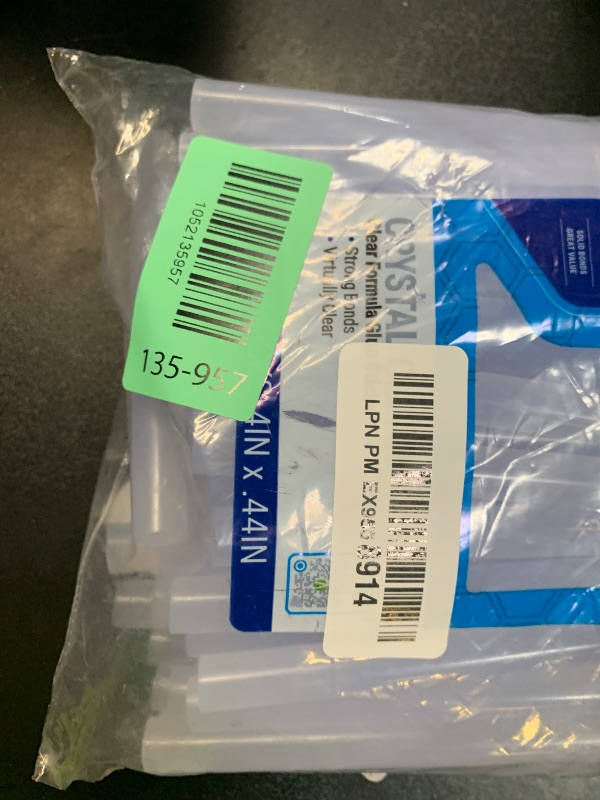 1052135957
135-957
CRYSTAL
Clear Formula
• Strong Bonds
• Virtually Clear
4IN X .44IN
SOLID BONDS
GREAT VALUE
LPN PM
914